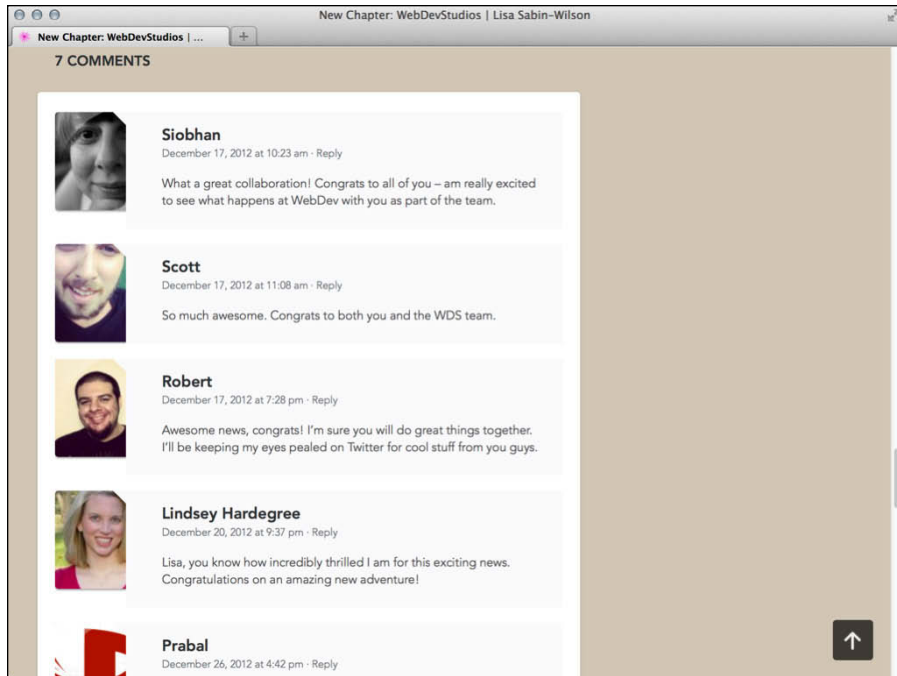 New Chapter: WebDevStudios | Lisa Sabin-Wilson
New Chapter: WebDevStudios | ...
7 COMMENTS
Siobhan
December 17, 2012 at 10:23 am · Reply
What a great collaboration! Congrats to all of you – am really excited
to see what happens at WebDev with you as part of the team.
Scott
December 17, 2012 at 11:08 am · Reply
So much awesome. Congrats to both you and the WDS team.
Robert
December 17, 2012 at 7:28 pm · Reply
Awesome news, congrats! I'm sure you will do great things together.
I'll be keeping my eyes pealed on Twitter for cool stuff from you guys.
Lindsey Hardegree
December 20, 2012 at 9:37 pm · Reply
Lisa, you know how incredibly thrilled I am for this exciting news.
Congratulations on an amazing new adventure!
Prabal
December 26, 2012 at 4:42 pm · Reply